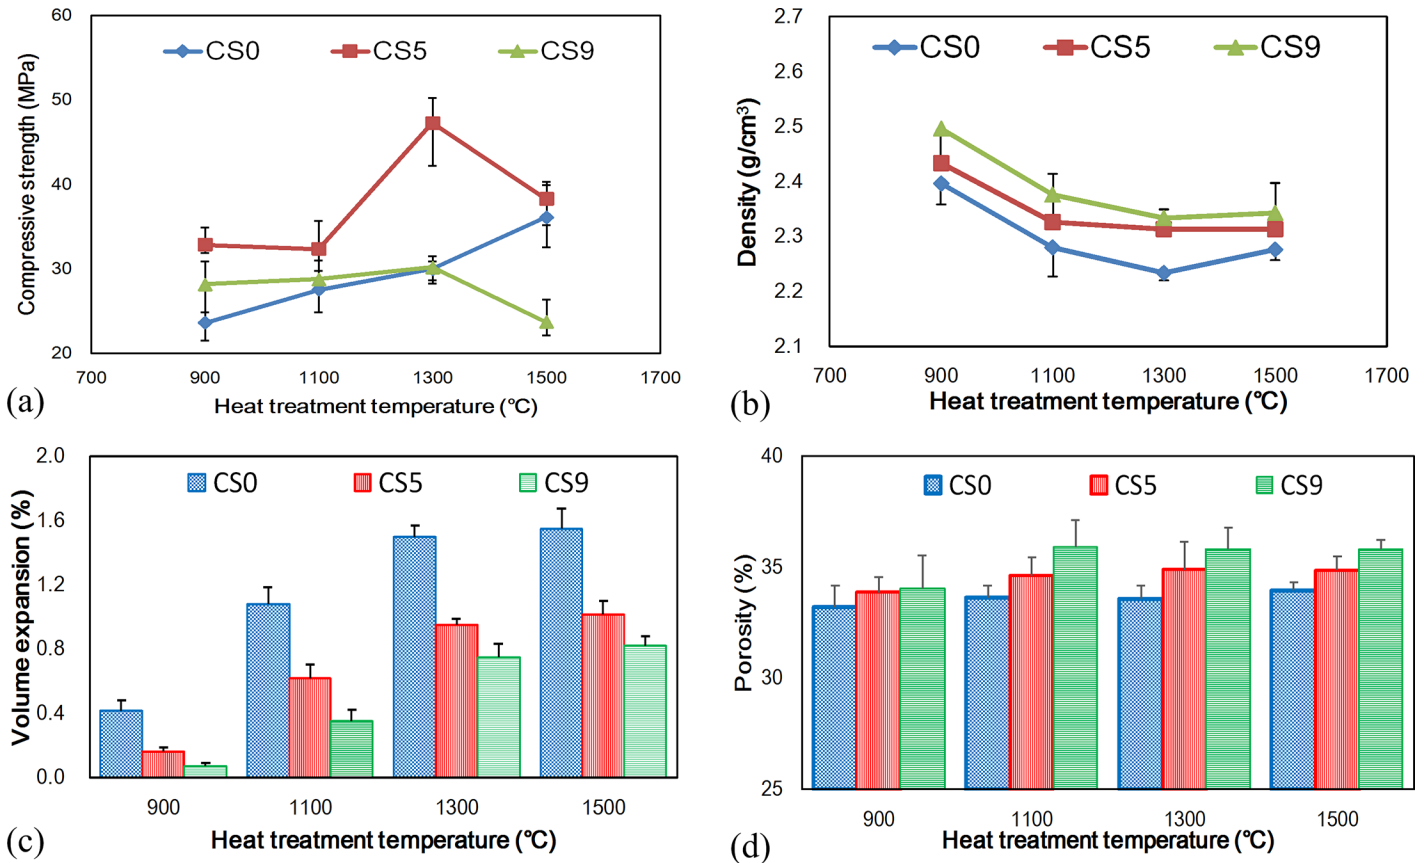 60
50
40
30
20
CS0 CS5 CS9
Compressive strength (MPa)
700 900 1100 1300 1500 1700
Heat treatment temperature (℃)
(a)
2.7
2.6
2.5
2.4
2.3
2.2
2.1
CS0 CS5 CS9
Density (g/cm³)
700 900 1100 1300 1500 1700
Heat treatment temperature (℃)
(b)
2.0
1.6
1.2
0.8
0.4
0.0
CS0 CS5 CS9
Volume expansion (%)
900 1100 1300 1500
Heat treatment temperature (℃)
(c)
40
35
30
25
CS0 CS5 CS9
Porosity (%)
900 1100 1300 1500
Heat treatment temperature (℃)
(d)